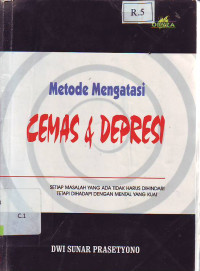 R.5
Metode Mengatasi
CEMAS & DEPRESI
SETIAP MASALAH YANG ADA TIDAK HARUS DIHINDARI
TETAPI DIHADAPI DENGAN MENTAL YANG KUAT
C.1
DWI SUNAR PRASETYONO